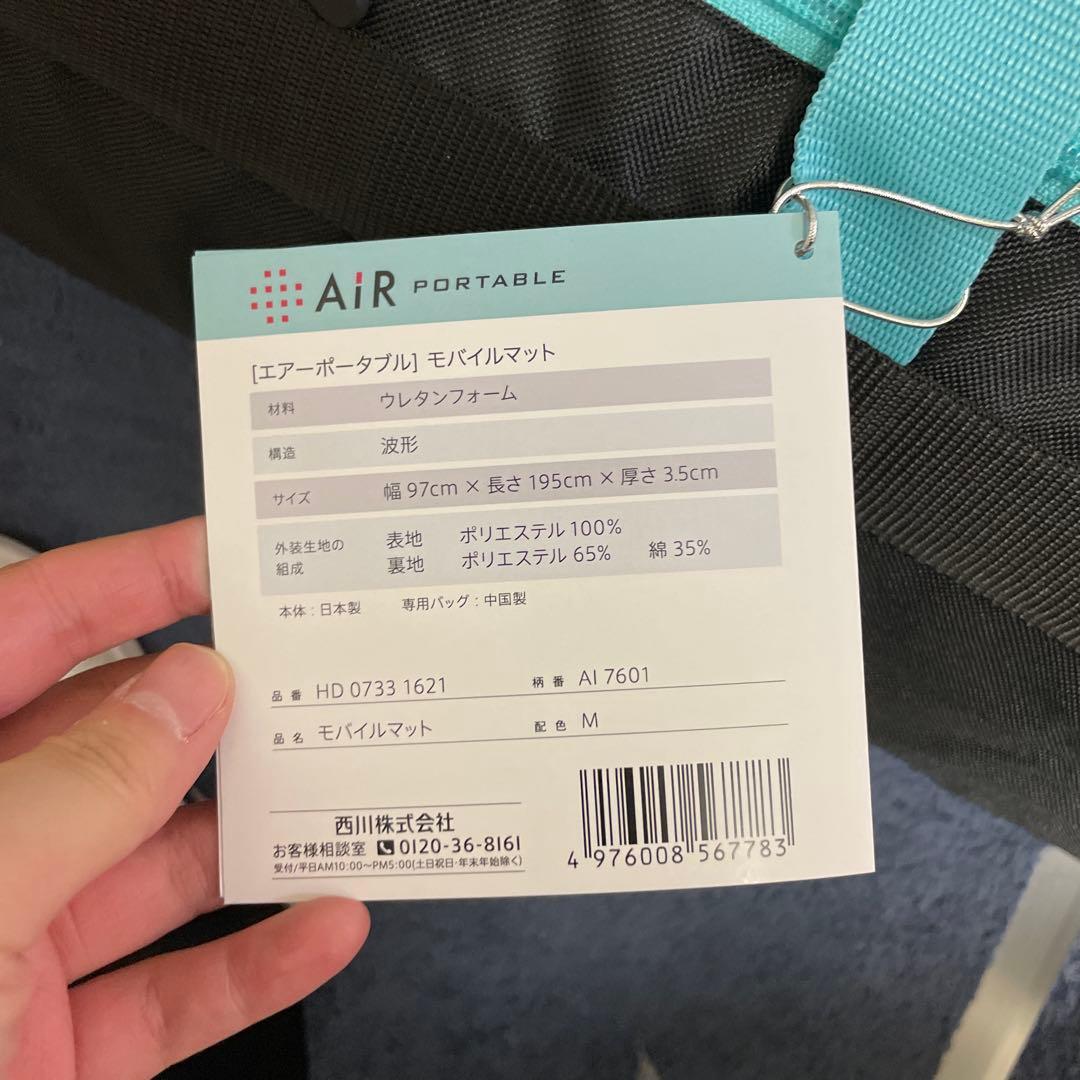 AiR PORTABLE
[エアーポータブル] モバイルマット
材料 ウレタンフォーム
構造 波形
サイズ 幅 97cm × 長さ 195cm × 厚さ 3.5cm
外装生地の組成 表地 ポリエステル 100%
裏地 ポリエステル 65% 綿 35%
本体 : 日本製 専用バッグ : 中国製
品番 HD 0733 1621 柄番 AI 7601
品名 モバイルマット 配色 M
西川株式会社
お客様相談室 0120-36-8161
受付/平日AM10:00〜PM5:00(土日祝日・年末年始除く)
4 976008 567783